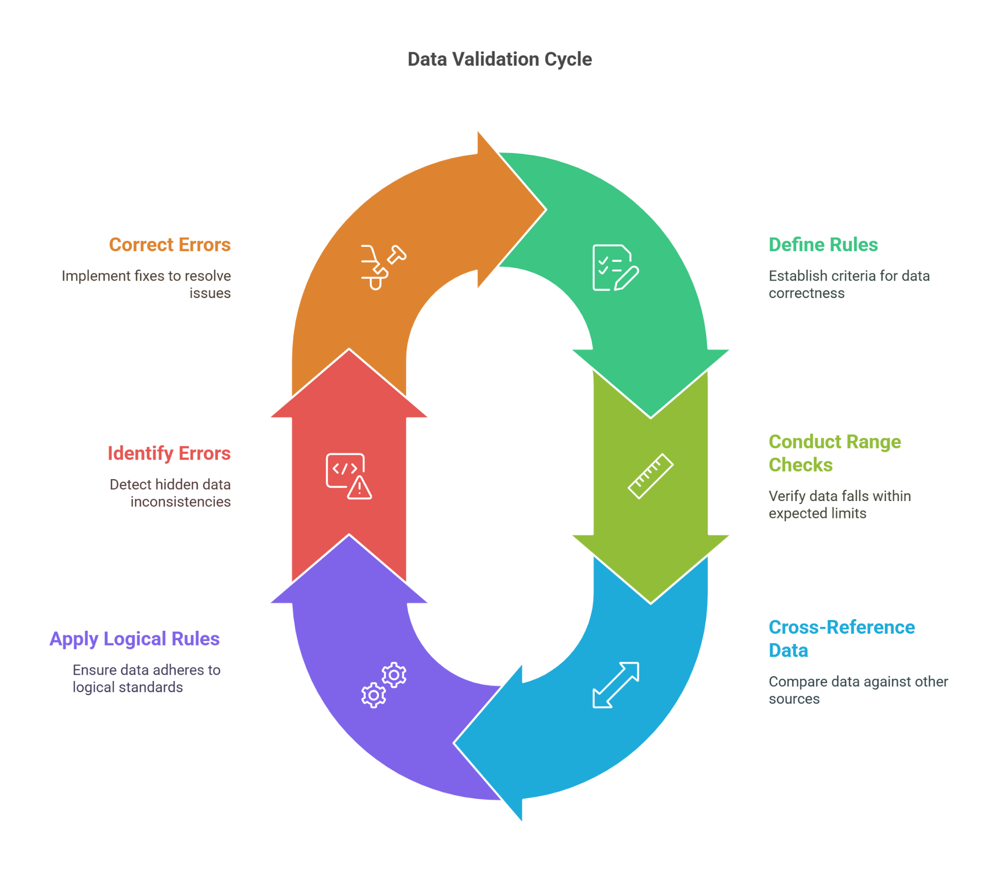 Data Validation Cycle
Correct Errors
Implement fixes to resolve
issues
Define Rules
Establish criteria for data
correctness
Identify Errors
Detect hidden data
inconsistencies
Conduct Range
Checks
Verify data falls within
expected limits
Apply Logical Rules
Ensure data adheres to
logical standards
Cross-Reference
Data
Compare data against other
sources